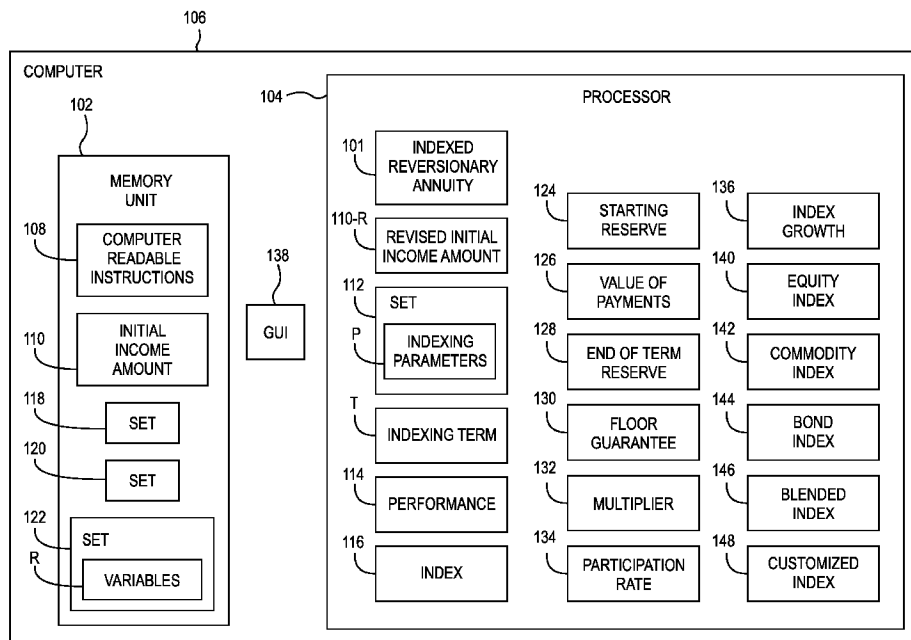 106
COMPUTER
102
MEMORY
UNIT
108
COMPUTER
READABLE
INSTRUCTIONS
110
INITIAL
INCOME
AMOUNT
118
SET
120
SET
122
SET
R
VARIABLES
138
GUI
104
PROCESSOR
101
INDEXED
REVERSIONARY
ANNUITY
110-R
REVISED INITIAL
INCOME AMOUNT
112
SET
P
INDEXING
PARAMETERS
T
INDEXING TERM
114
PERFORMANCE
116
INDEX
124
STARTING
RESERVE
126
VALUE OF
PAYMENTS
128
END OF TERM
RESERVE
130
FLOOR
GUARANTEE
132
MULTIPLIER
134
PARTICIPATION
RATE
136
INDEX
GROWTH
140
EQUITY
INDEX
142
COMMODITY
INDEX
144
BOND
INDEX
146
BLENDED
INDEX
148
CUSTOMIZED
INDEX